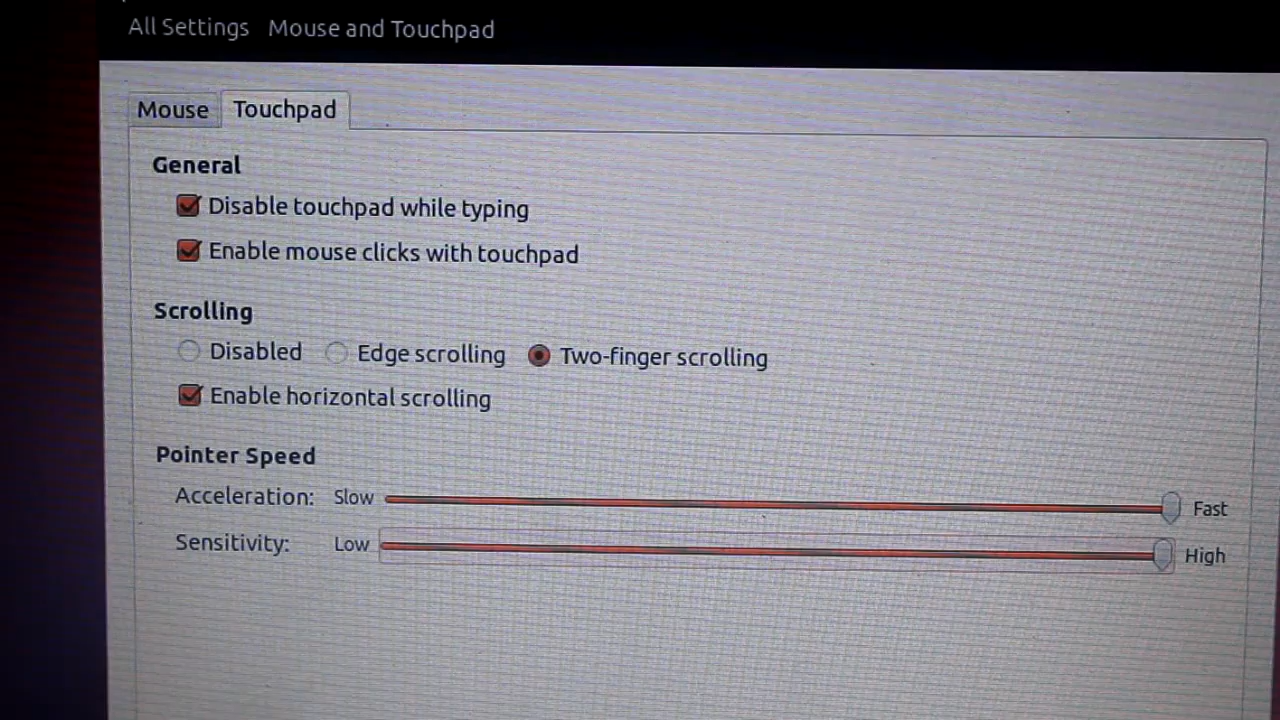 All Settings Mouse and Touchpad
Mouse Touchpad
General
Disable touchpad while typing
Enable mouse clicks with touchpad
Scrolling
Disabled Edge scrolling Two-finger scrolling
Enable horizontal scrolling
Pointer Speed
Acceleration: Slow Fast
Sensitivity: Low High